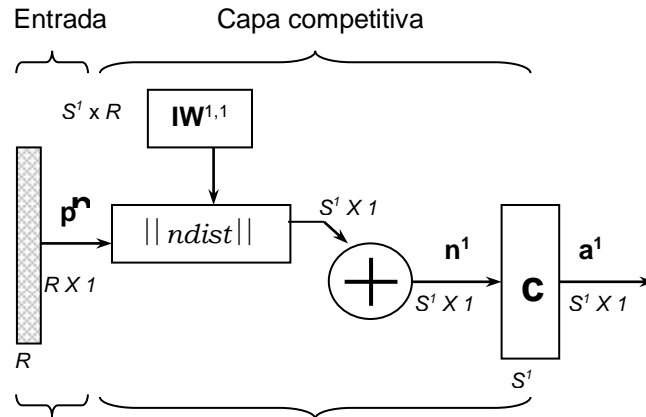 Entrada
Capa competitiva
S¹ x R
IW¹,¹
pⁿ
R X 1
||ndist||
S¹ X 1
+
n¹
S¹ X 1
C
a¹
S¹ X 1
R
S¹